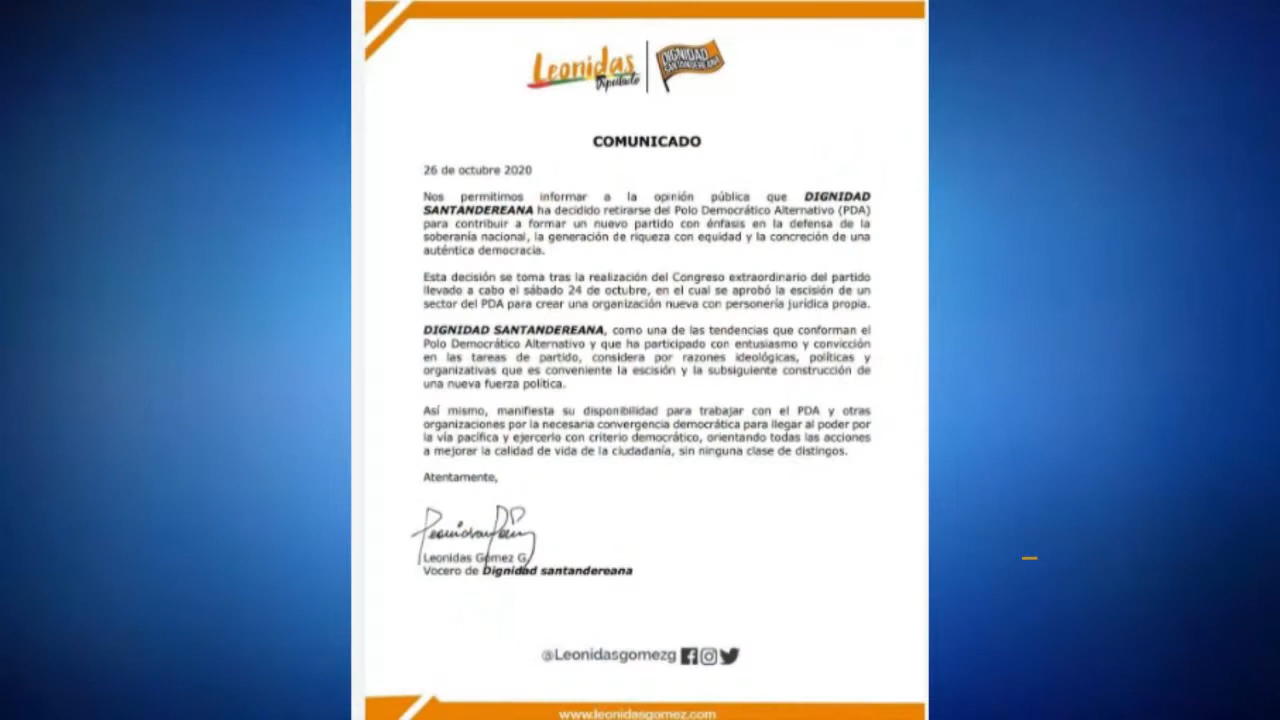 Leonidas
Diputado
DIGNIDAD
SANTANDEREANA
COMUNICADO
26 de octubre 2020
Nos permitimos informar a la opinión pública que DIGNIDAD
SANTANDEREANA ha decidido retirarse del Polo Democrático Alternativo (PDA)
para contribuir a formar un nuevo partido con énfasis en la defensa de la
soberanía nacional, la generación de riqueza con equidad y la concreción de una
auténtica democracia.
Esta decisión se toma tras la realización del Congreso extraordinario del partido
llevado a cabo el sábado 24 de octubre, en el cual se aprobó la escisión de un
sector del PDA para crear una organización nueva con personería jurídica propia.
DIGNIDAD SANTANDEREANA, como una de las tendencias que conforman el
Polo Democrático Alternativo y que ha participado con entusiasmo y convicción
en las tareas de partido, considera por razones ideológicas, políticas y
organizativas que es conveniente la escisión y la subsiguiente construcción de
una nueva fuerza política.
Así mismo, manifiesta su disponibilidad para trabajar con el PDA y otras
organizaciones por la necesaria convergencia democrática para llegar al poder por
la vía pacífica y ejercerlo con criterio democrático, orientando todas las acciones
a mejorar la calidad de vida de la ciudadanía, sin ninguna clase de distingos.
Atentamente,
Leonidas Gómez G.
Vocero de Dignidad santandereana
@Leonidasgomezg
www.leonidasgomez.com